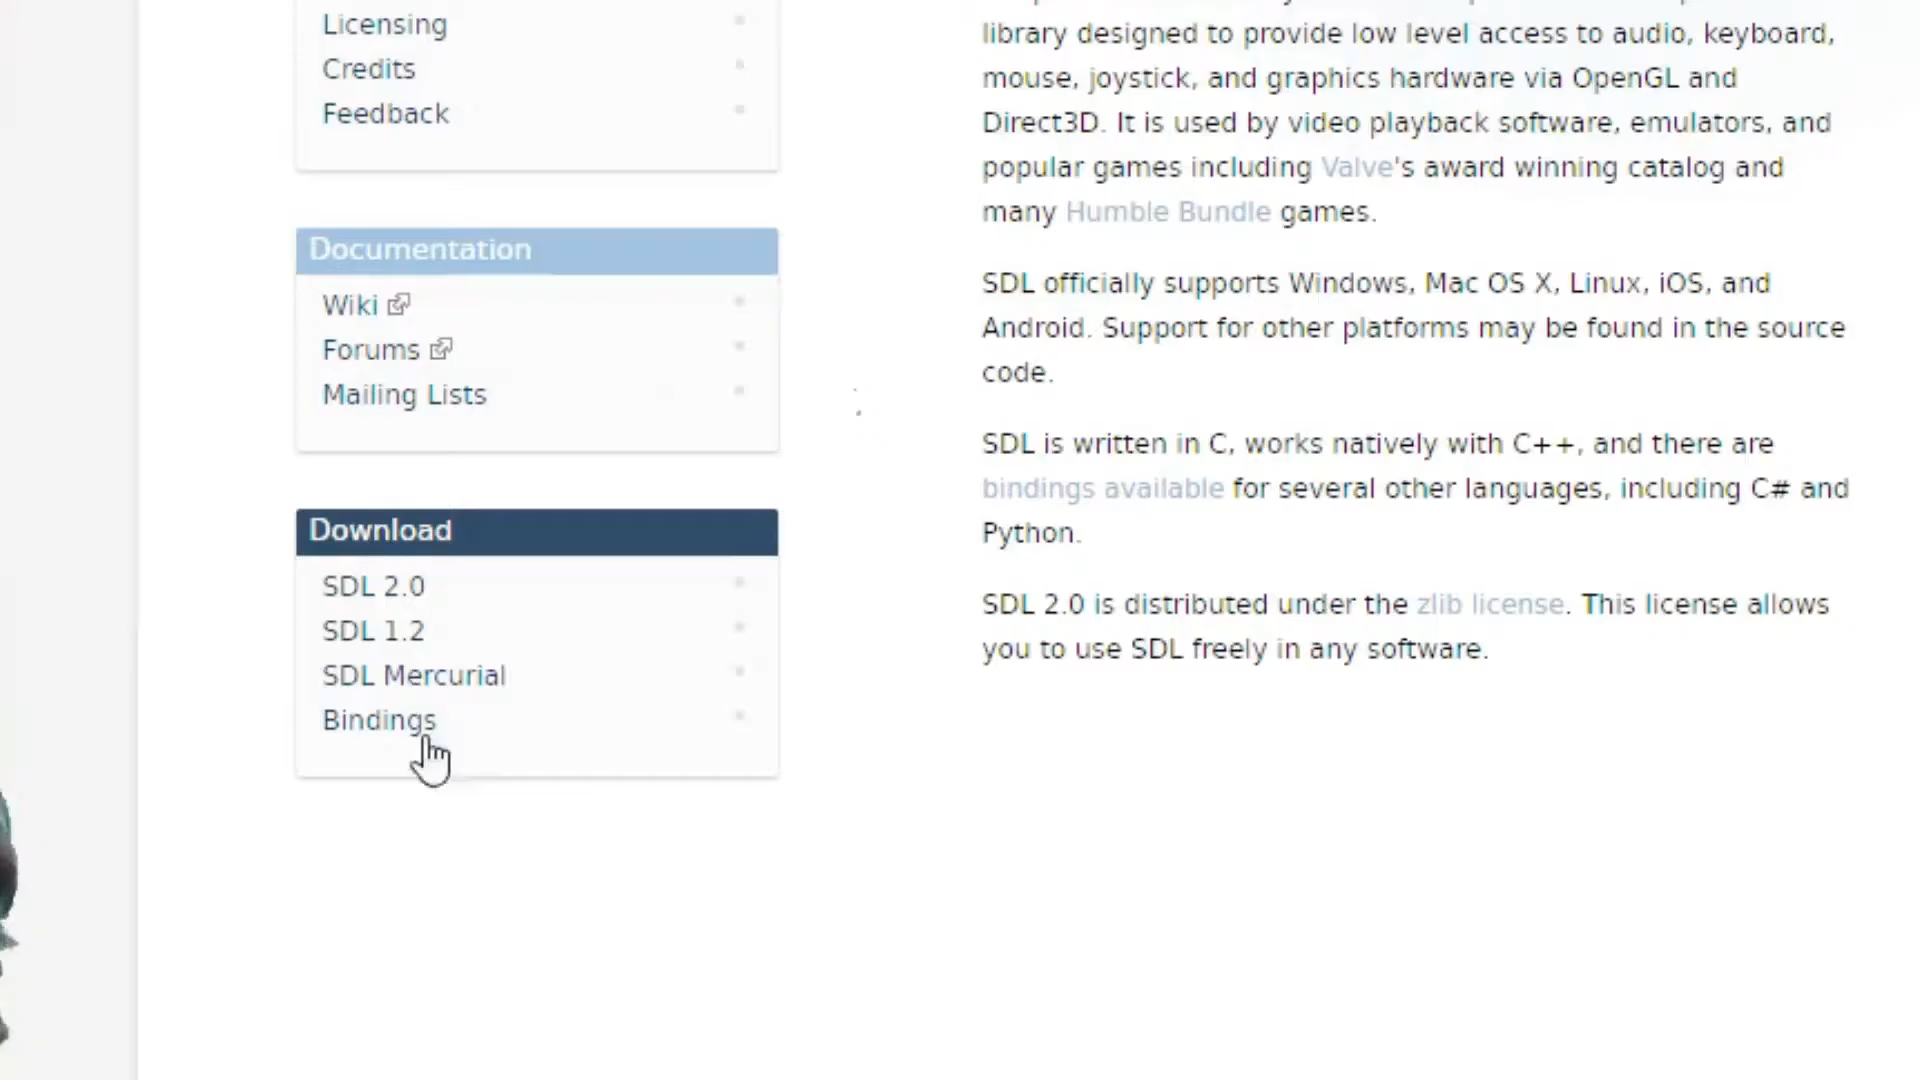 Licensing
Credits
Feedback
Documentation
Wiki
Forums
Mailing Lists
Download
SDL 2.0
SDL 1.2
SDL Mercurial
Bindings
library designed to provide low level access to audio, keyboard,
mouse, joystick, and graphics hardware via OpenGL and
Direct3D. It is used by video playback software, emulators, and
popular games including Valve's award winning catalog and
many Humble Bundle games.
SDL officially supports Windows, Mac OS X, Linux, iOS, and
Android. Support for other platforms may be found in the source
code.
SDL is written in C, works natively with C++, and there are
bindings available for several other languages, including C# and
Python.
SDL 2.0 is distributed under the zlib license. This license allows
you to use SDL freely in any software.